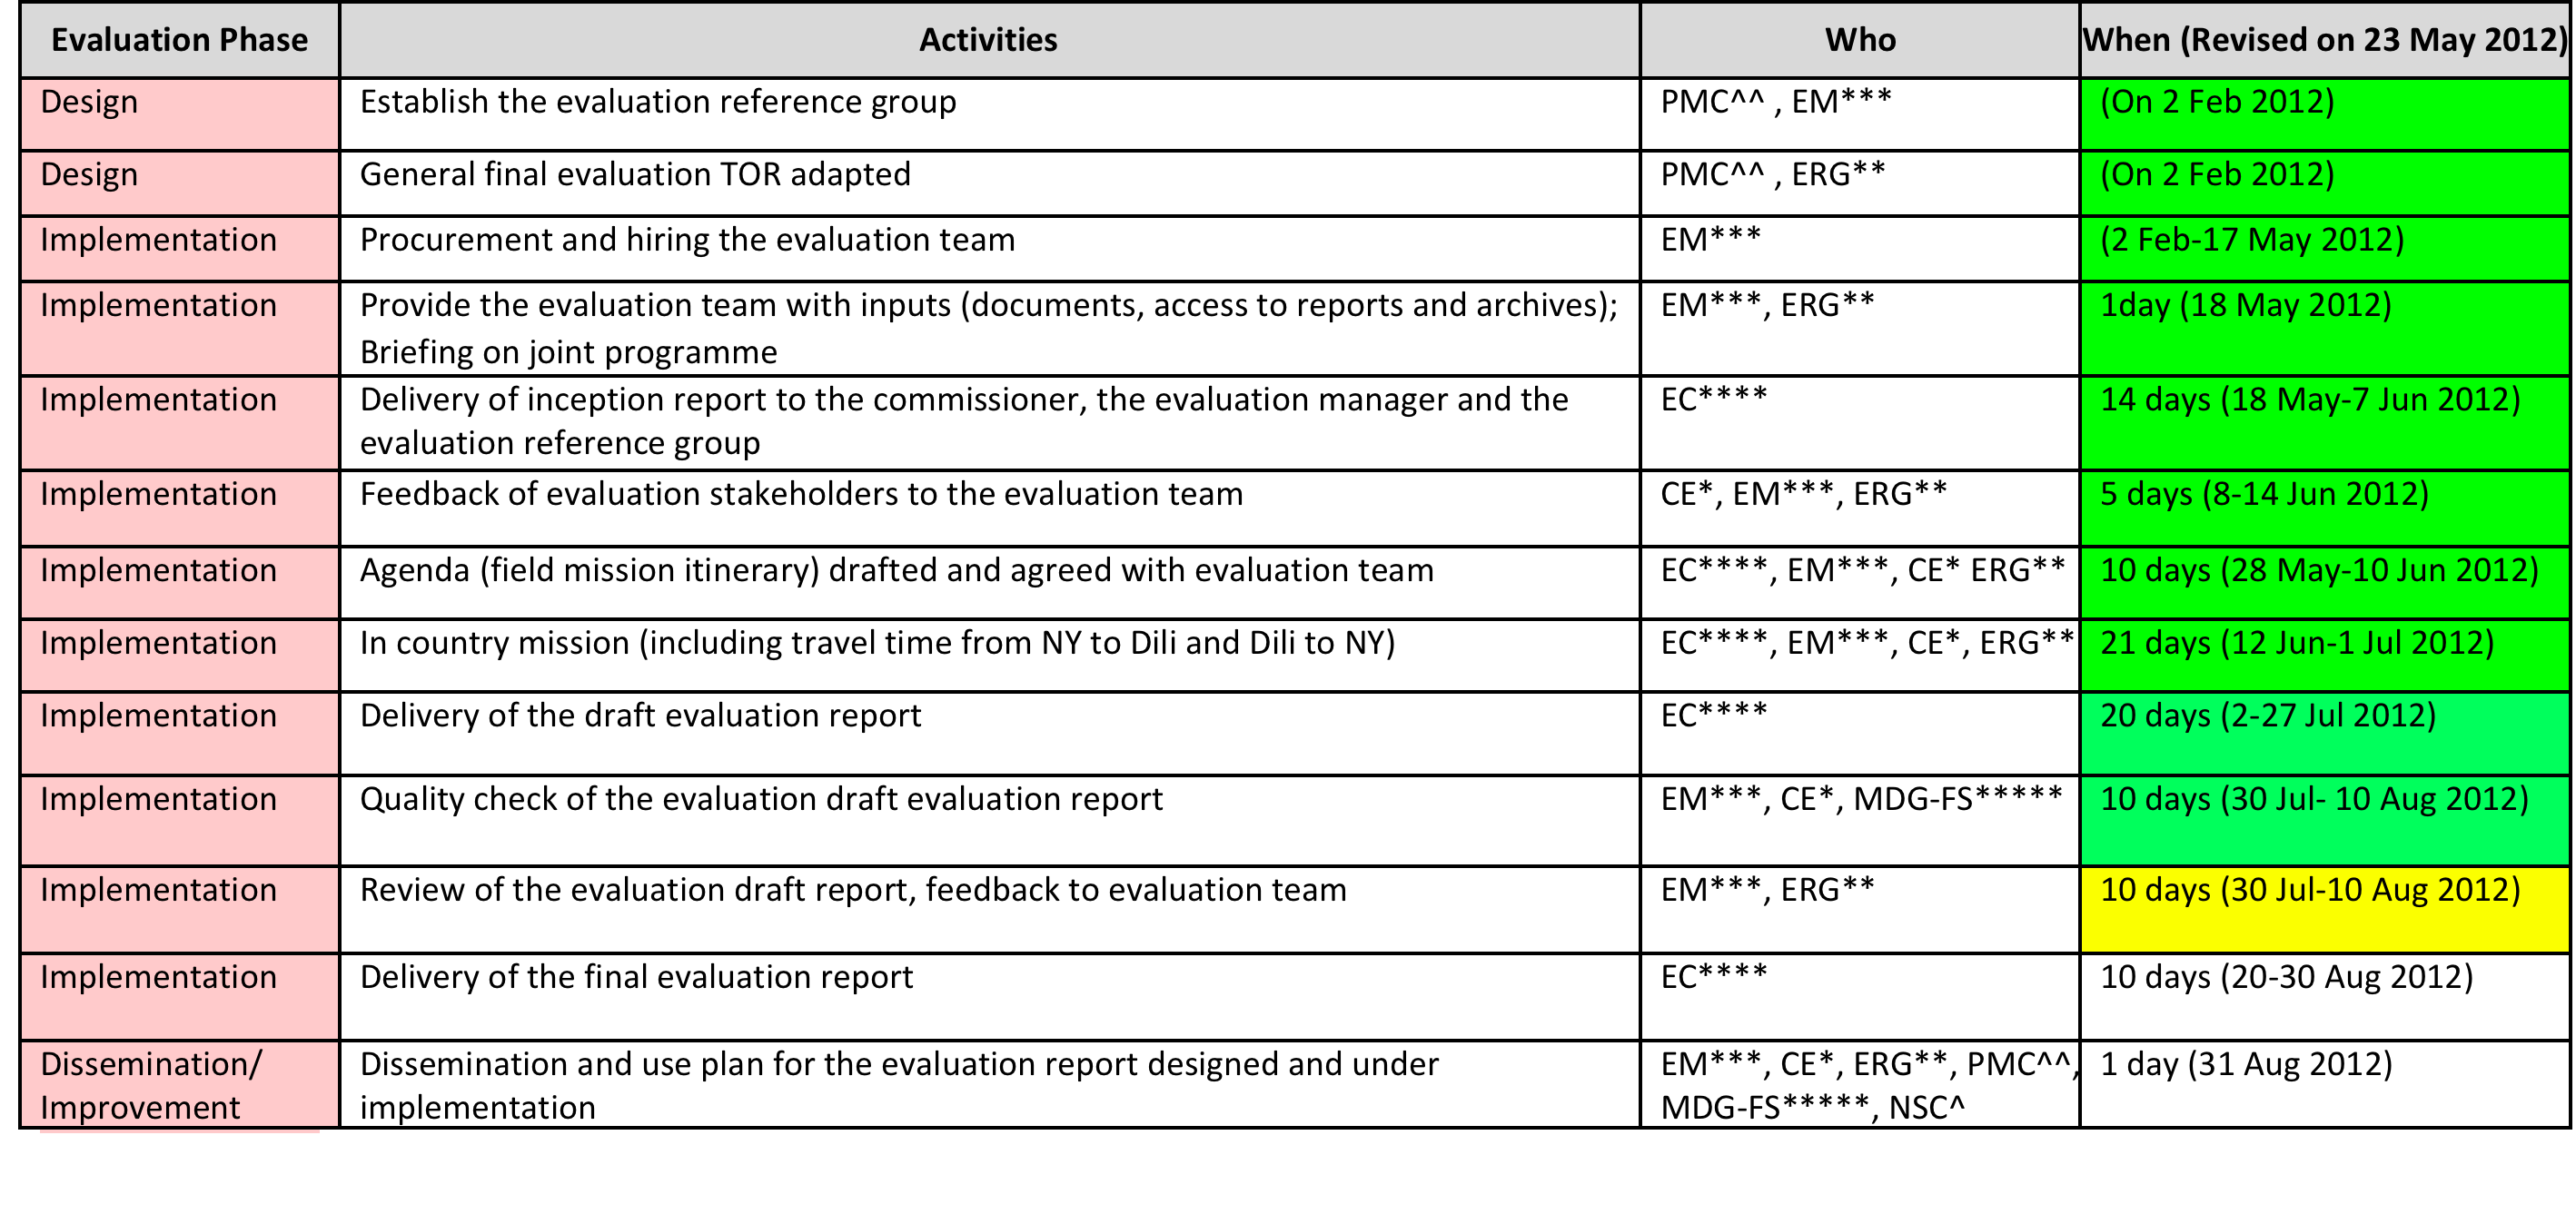 Evaluation Phase Activities Who When (Revised on 23 May 2012)
Design Establish the evaluation reference group PMC^^ , EM*** (On 2 Feb 2012)
Design General final evaluation TOR adapted PMC^^ , ERG** (On 2 Feb 2012)
Implementation Procurement and hiring the evaluation team EM*** (2 Feb-17 May 2012)
Implementation Provide the evaluation team with inputs (documents, access to reports and archives); EM***, ERG** 1day (18 May 2012)
Briefing on joint programme
Implementation Delivery of inception report to the commissioner, the evaluation manager and the EC**** 14 days (18 May-7 Jun 2012)
evaluation reference group
Implementation Feedback of evaluation stakeholders to the evaluation team CE*, EM***, ERG** 5 days (8-14 Jun 2012)
Implementation Agenda (field mission itinerary) drafted and agreed with evaluation team EC****, EM***, CE* ERG** 10 days (28 May-10 Jun 2012)
Implementation In country mission (including travel time from NY to Dili and Dili to NY) EC****, EM***, CE*, ERG** 21 days (12 Jun-1 Jul 2012)
Implementation Delivery of the draft evaluation report EC**** 20 days (2-27 Jul 2012)
Implementation Quality check of the evaluation draft evaluation report EM***, CE*, MDG-FS***** 10 days (30 Jul- 10 Aug 2012)
Implementation Review of the evaluation draft report, feedback to evaluation team EM***, ERG** 10 days (30 Jul-10 Aug 2012)
Implementation Delivery of the final evaluation report EC**** 10 days (20-30 Aug 2012)
Dissemination/ Dissemination and use plan for the evaluation report designed and under EM***, CE*, ERG**, PMC^^, 1 day (31 Aug 2012)
Improvement implementation MDG-FS*****, NSC^